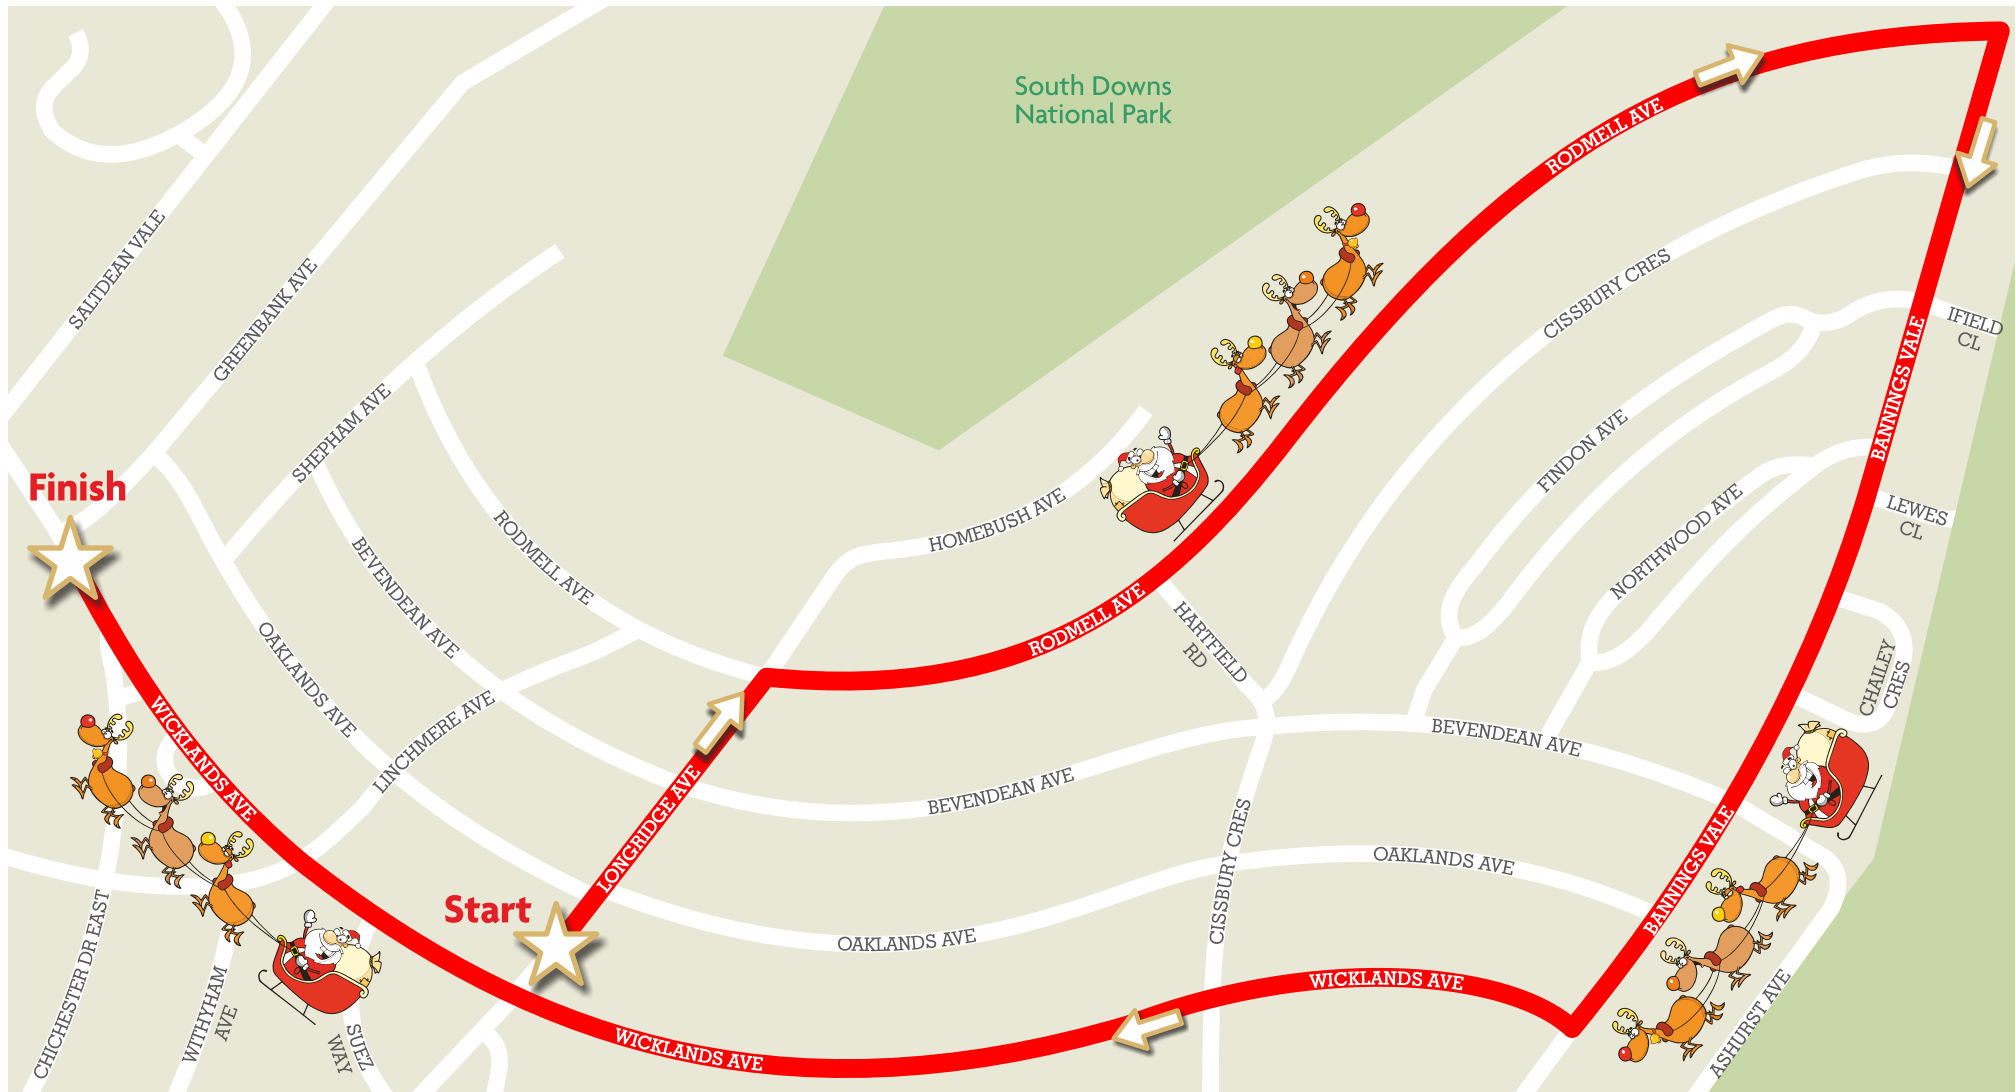 South Downs
National Park
RODMELL AVE
SALTDEAN VALE
GREENBANK AVE
CISSBURY CRES
IFIELD
CL
BANNINGS VALE
SHEPHAM AVE
FINDON AVE
Finish
HOMEBUSH AVE
NORTHWOOD AVE
LEWES
CL
RODMELL AVE
BEVENDEAN AVE
RODMELL AVE
HARTFIELD
RD
OAKLANDS AVE
CHAILEY
CRES
LINCHMERE AVE
WICKLANDS AVE
BEVENDEAN AVE
BEVENDEAN AVE
LONGRIDGE AVE
CISSBURY CRES
OAKLANDS AVE
BANNINGS VALE
Start
OAKLANDS AVE
CHICHESTER DR EAST
WITHYHAM
AVE
SUEZ
WAY
WICKLANDS AVE
WICKLANDS AVE
ASHURST AVE